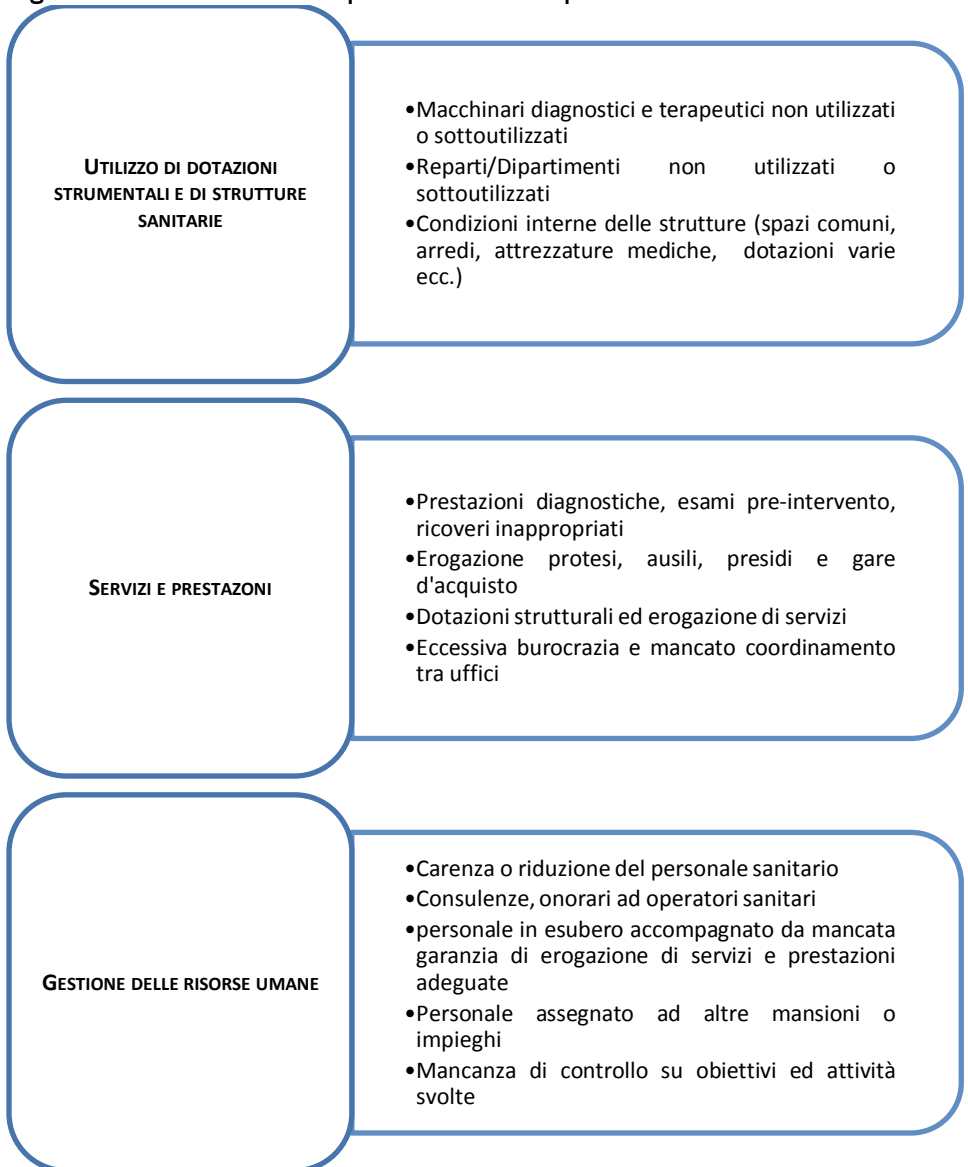 UTILIZZO DI DOTAZIONI
STRUMENTALI E DI STRUTTURE
SANITARIE
•Macchinari diagnostici e terapeutici non utilizzati
o sottoutilizzati
•Reparti/Dipartimenti non utilizzati o
sottoutilizzati
•Condizioni interne delle strutture (spazi comuni,
arredi, attrezzature mediche, dotazioni varie
ecc.)
SERVIZI E PRESTAZONI
•Prestazioni diagnostiche, esami pre-intervento,
ricoveri inappropriati
•Erogazione protesi, ausili, presidi e gare
d'acquisto
•Dotazioni strutturali ed erogazione di servizi
•Eccessiva burocrazia e mancato coordinamento
tra uffici
GESTIONE DELLE RISORSE UMANE
•Carenza o riduzione del personale sanitario
•Consulenze, onorari ad operatori sanitari
•personale in esubero accompagnato da mancata
garanzia di erogazione di servizi e prestazioni
adeguate
•Personale assegnato ad altre mansioni o
impieghi
•Mancanza di controllo su obiettivi ed attività
svolte